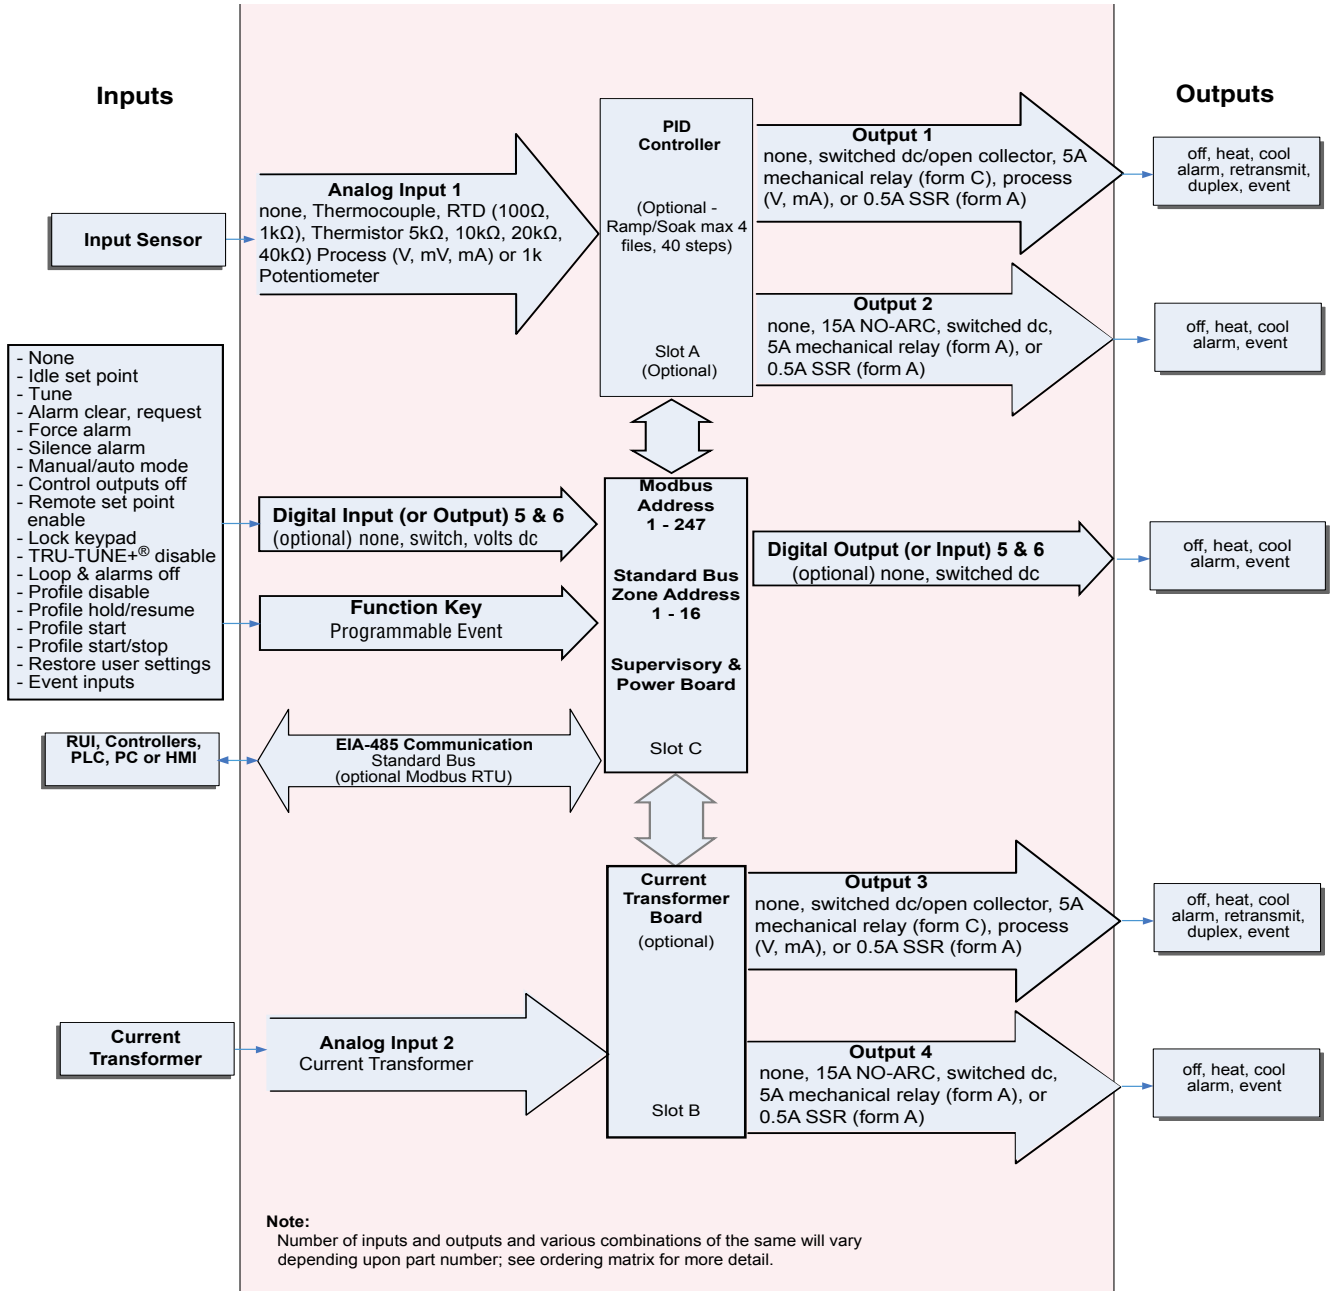 Inputs
Outputs
Input Sensor
Analog Input 1
none, Thermocouple, RTD (100Ω,
1kΩ), Thermistor 5kΩ, 10kΩ, 20kΩ,
40kΩ) Process (V, mV, mA) or 1k
Potentiometer
PID
Controller
(Optional -
Ramp/Soak max 4
files, 40 steps)
Slot A
(Optional)
Output 1
none, switched dc/open collector, 5A
mechanical relay (form C), process
(V, mA), or 0.5A SSR (form A)
off, heat, cool
alarm, retransmit,
duplex, event
Output 2
none, 15A NO-ARC, switched dc,
5A mechanical relay (form A), or
0.5A SSR (form A)
off, heat, cool
alarm, event
- None
- Idle set point
- Tune
- Alarm clear, request
- Force alarm
- Silence alarm
- Manual/auto mode
- Control outputs off
- Remote set point
enable
- Lock keypad
- TRU-TUNE+® disable
- Loop & alarms off
- Profile disable
- Profile hold/resume
- Profile start
- Profile start/stop
- Restore user settings
- Event inputs
Digital Input (or Output) 5 & 6
(optional) none, switch, volts dc
Function Key
Programmable Event
Modbus
Address
1 - 247
Standard Bus
Zone Address
1 - 16
Supervisory &
Power Board
Slot C
Digital Output (or Input) 5 & 6
(optional) none, switched dc
off, heat, cool
alarm, event
RUI, Controllers,
PLC, PC or HMI
EIA-485 Communication
Standard Bus
(optional Modbus RTU)
Current
Transformer
Board
(optional)
Slot B
Output 3
none, switched dc/open collector, 5A
mechanical relay (form C), process
(V, mA), or 0.5A SSR (form A)
off, heat, cool
alarm, retransmit,
duplex, event
Current
Transformer
Analog Input 2
Current Transformer
Output 4
none, 15A NO-ARC, switched dc,
5A mechanical relay (form A), or
0.5A SSR (form A)
off, heat, cool
alarm, event
Note:
Number of inputs and outputs and various combinations of the same will vary
depending upon part number; see ordering matrix for more detail.